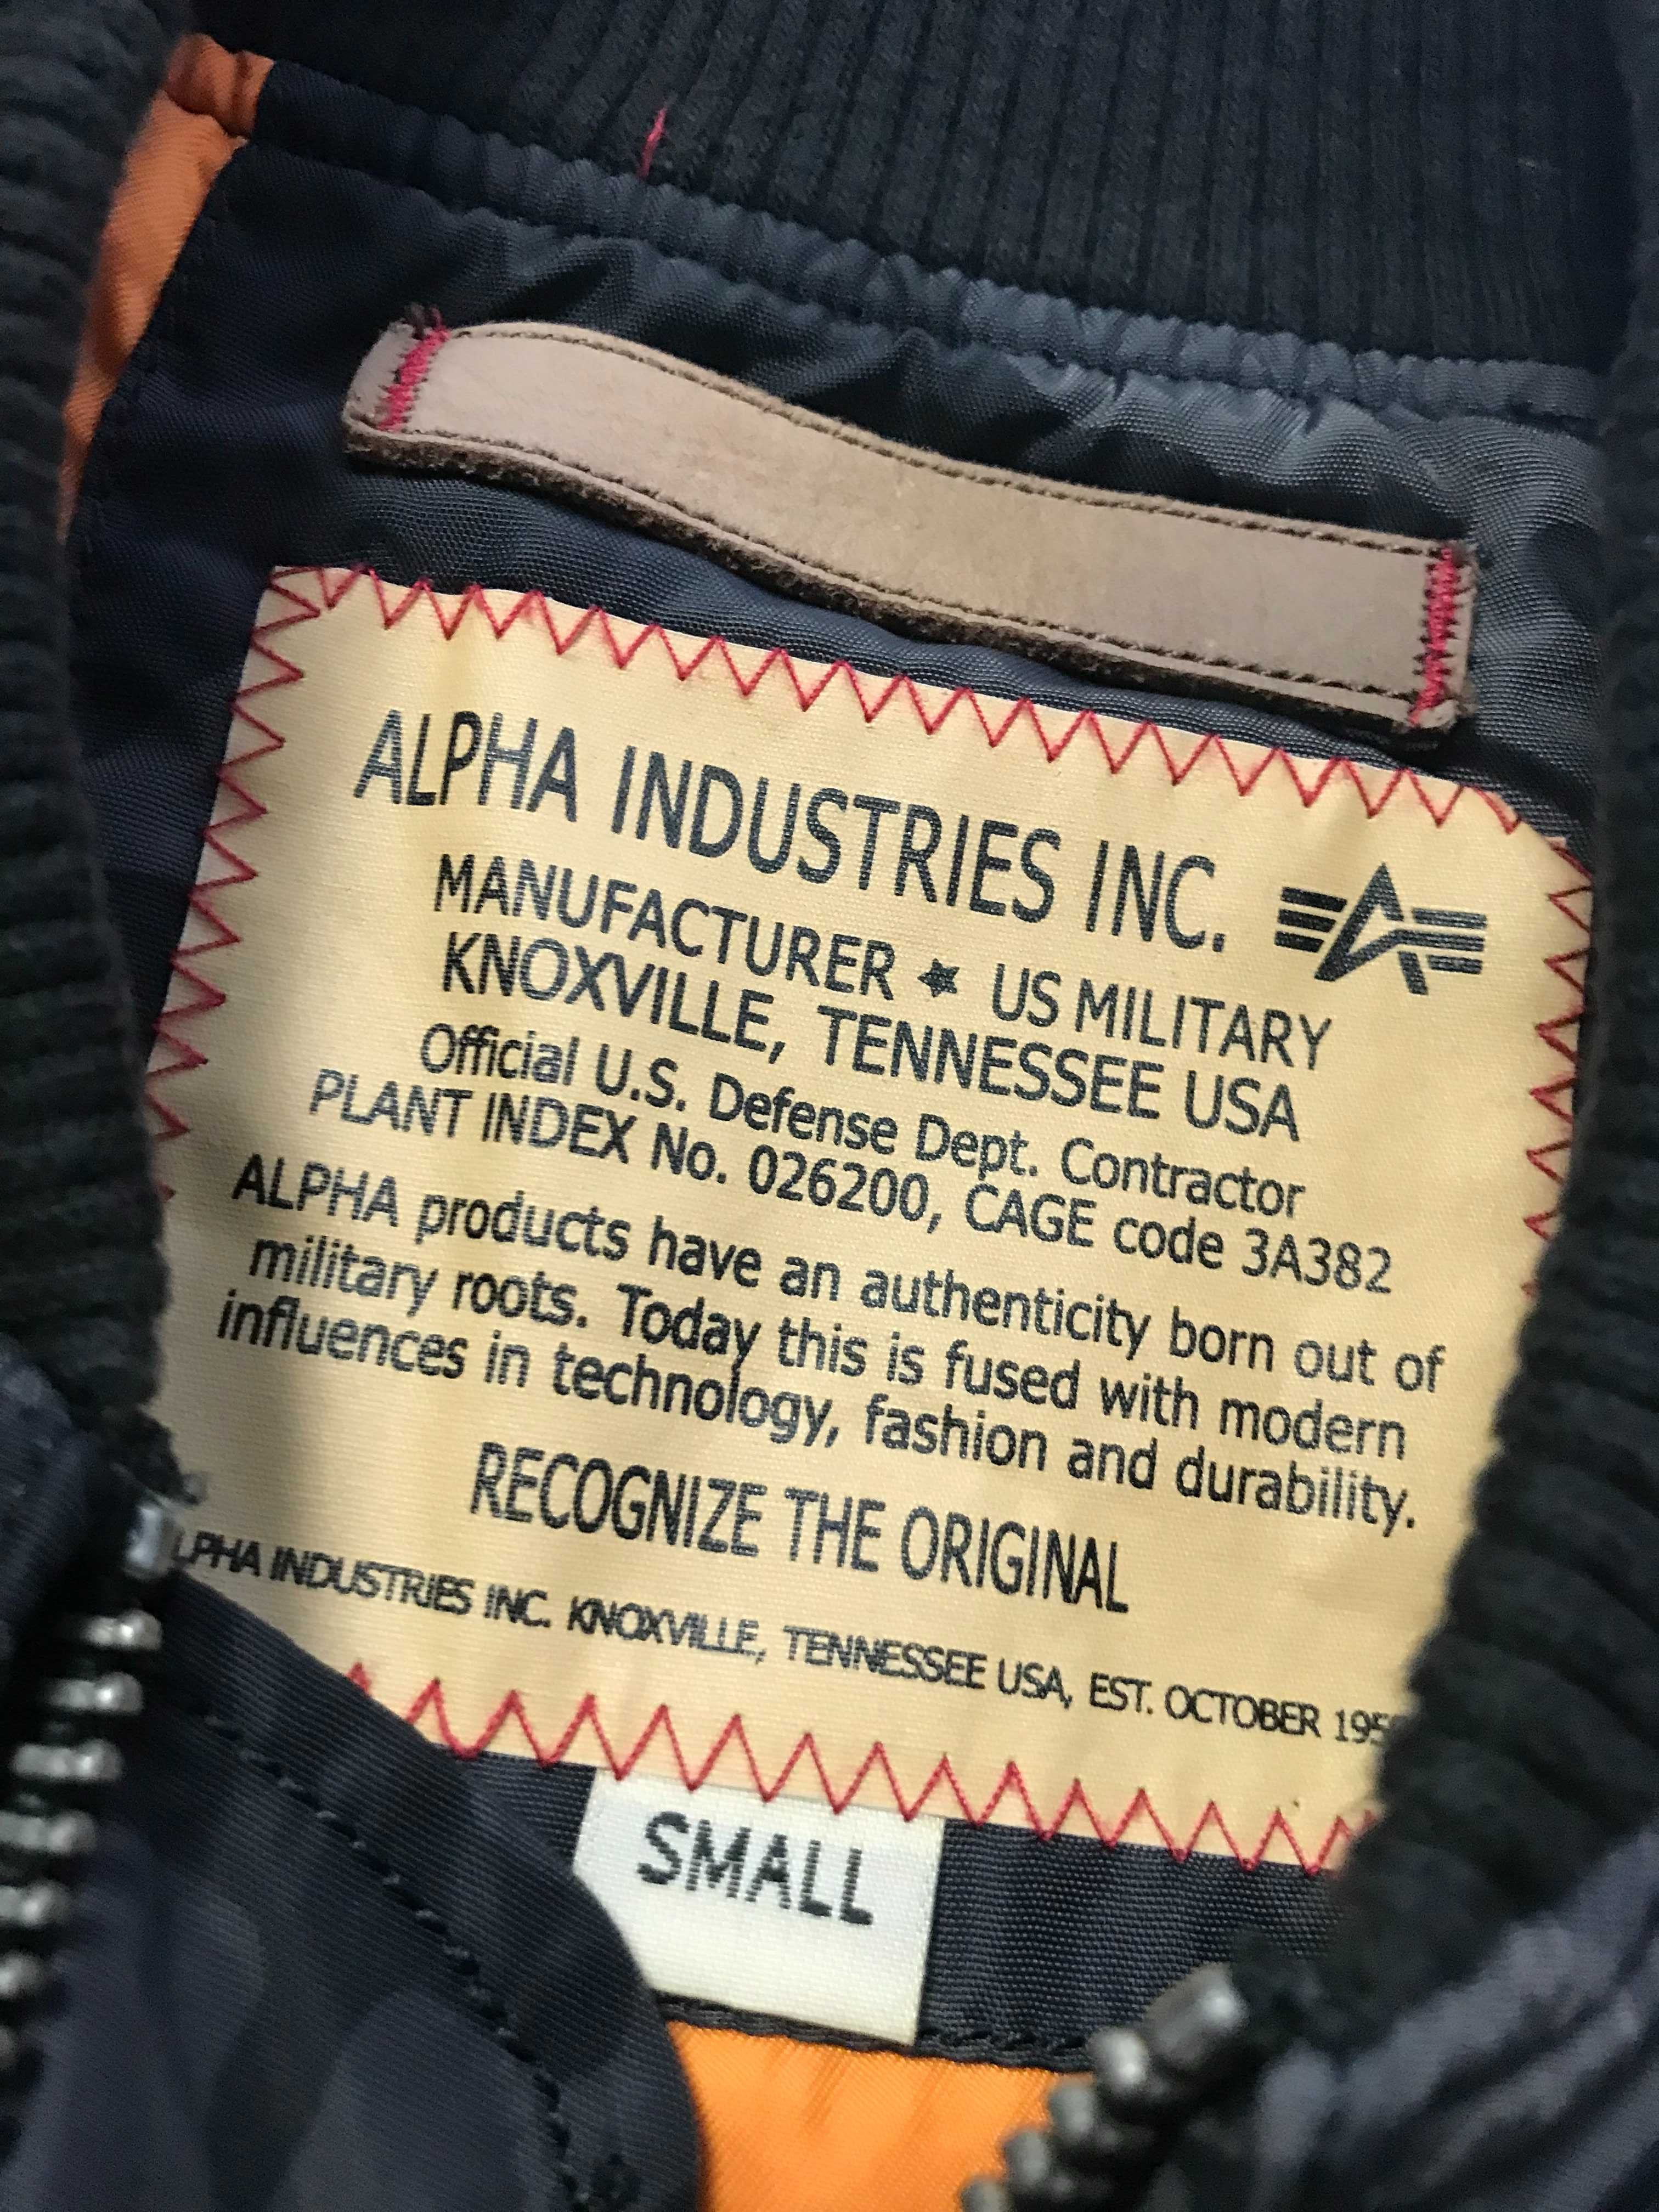 ALPHA INDUSTRIES INC.
MANUFACTURER ★ US MILITARY
KNOXVILLE, TENNESSEE USA
Official U.S. Defense Dept. Contractor
PLANT INDEX No. 026200, CAGE code 3A382
ALPHA products have an authenticity born out of
military roots. Today this is fused with modern
influences in technology, fashion and durability.
RECOGNIZE THE ORIGINAL
LPHA INDUSTRIES INC. KNOXVILLE, TENNESSEE USA, EST. OCTOBER 195
SMALL